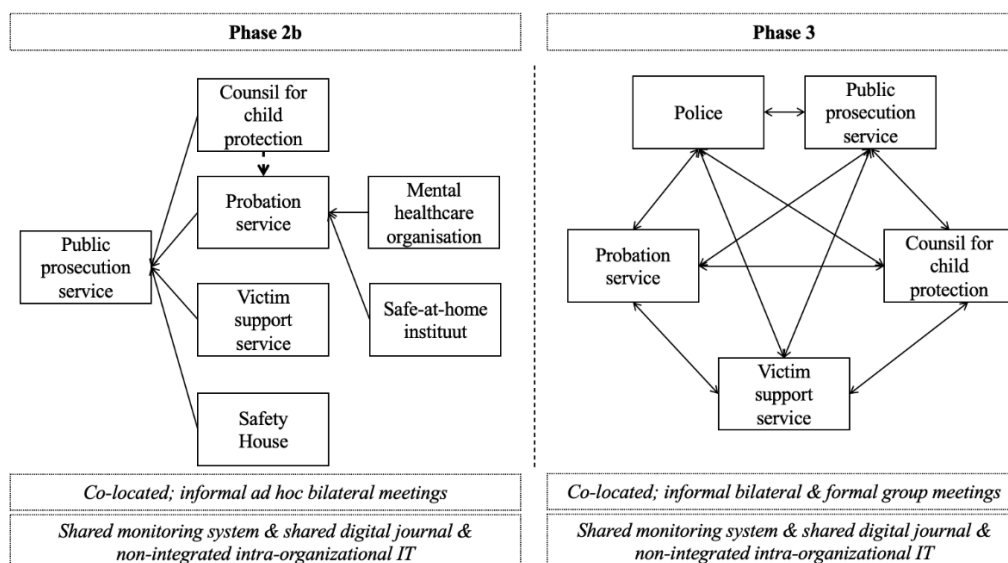 Phase 2b
Counsil for
child
protection
Probation
service
Mental
healthcare
organisation
Public
prosecution
service
Victim
support
service
Safe-at-home
instituut
Safety
House
Co-located; informal ad hoc bilateral meetings
Shared monitoring system & shared digital journal &
non-integrated intra-organizational IT
Phase 3
Police
Public
prosecution
service
Probation
service
Counsil for
child
protection
Victim
support
service
Co-located; informal bilateral & formal group meetings
Shared monitoring system & shared digital journal &
non-integrated intra-organizational IT